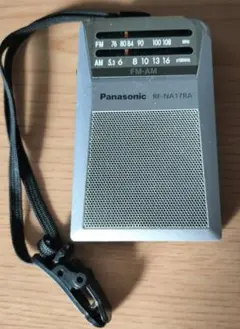 FM 76 80 84 90 100 108 MHz
AM 5.3 6 8 10 13 16
FM-AM
Panasonic RF-NA17RA